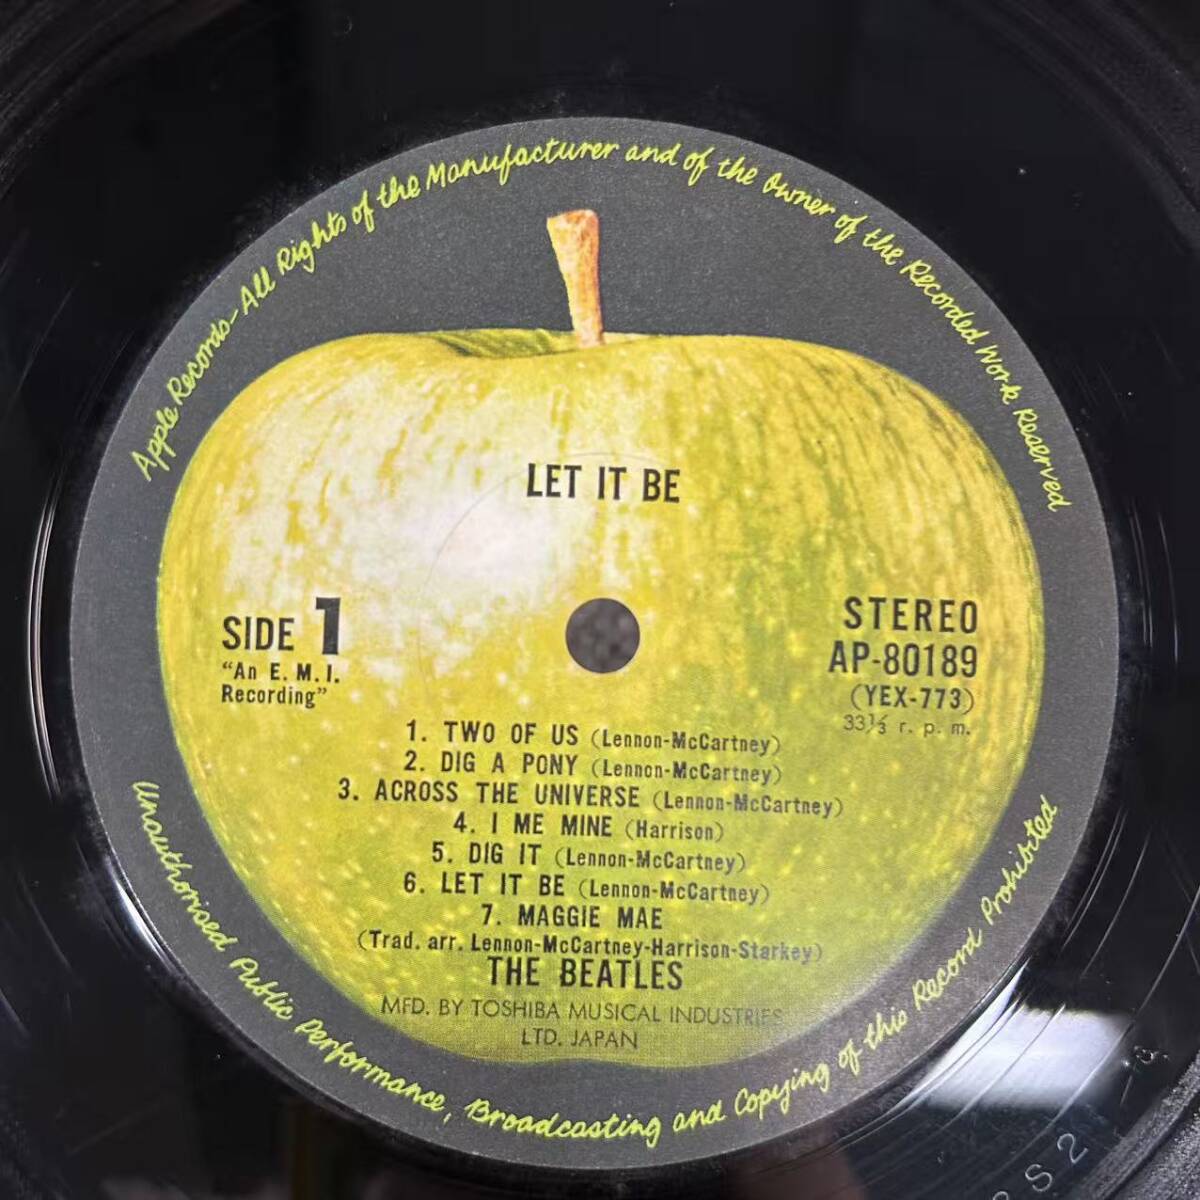 Apple Records - All Rights of the Manufacturer and of the Owner of the Recorded Work Reserved
LET IT BE
SIDE 1
"An E. M. I.
Recording"
STEREO
AP-80189
(YEX-773)
33⅓ r. p. m.
1. TWO OF US (Lennon-McCartney)
2. DIG A PONY (Lennon-McCartney)
3. ACROSS THE UNIVERSE (Lennon-McCartney)
4. I ME MINE (Harrison)
5. DIG IT (Lennon-McCartney)
6. LET IT BE (Lennon-McCartney)
7. MAGGIE MAE
(Trad. arr. Lennon-McCartney-Harrison-Starkey)
THE BEATLES
MFD. BY TOSHIBA MUSICAL INDUSTRIES
LTD. JAPAN
Unauthorised Public Performance, Broadcasting and Copying of this Record Prohibited